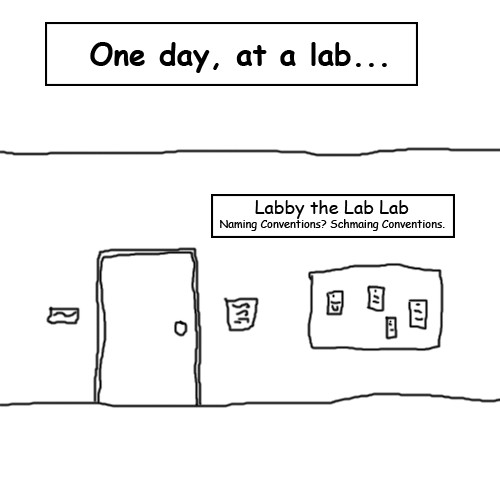 One day, at a lab...
Labby the Lab Lab
Naming Conventions? Schmaing Conventions.